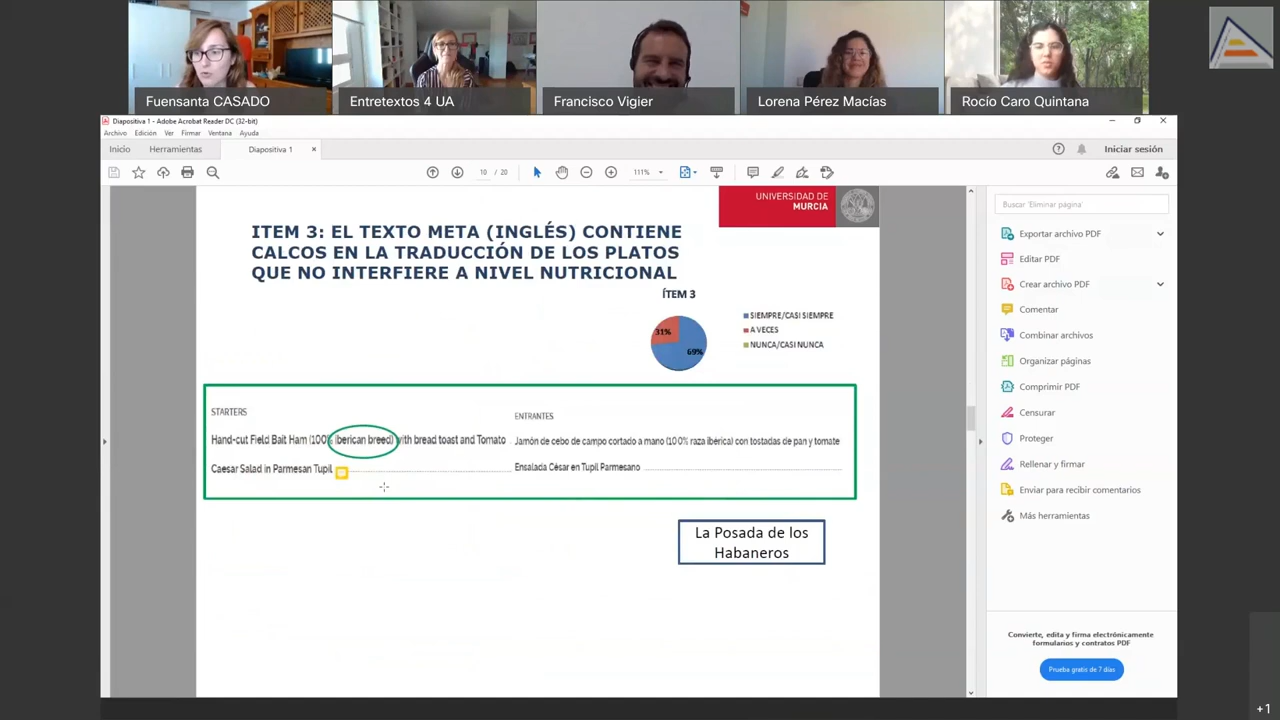 Fuensanta CASADO
Entretextos 4 UA
Francisco Vigier
Lorena Pérez Macías
Rocío Caro Quintana
Diapositiva 1 - Adobe Acrobat Reader DC (32-bit)
Archivo Edición Ver Firmar Ventana Ayuda
Inicio Herramientas Diapositiva 1 Iniciar sesión
10 / 20 111%
UNIVERSIDAD DE
MURCIA
ITEM 3: EL TEXTO META (INGLÉS) CONTIENE
CALCOS EN LA TRADUCCIÓN DE LOS PLATOS
QUE NO INTERFIERE A NIVEL NUTRICIONAL
ÍTEM 3
31%
69%
SIEMPRE/CASI SIEMPRE
A VECES
NUNCA/CASI NUNCA
STARTERS
Hand-cut Field Bait Ham (100% iberican breed) with bread toast and Tomato
Caesar Salad in Parmesan Tupil
ENTRANTES
Jamón de cebo de campo cortado a mano (100% raza ibérica) con tostadas de pan y tomate
Ensalada César en Tupil Parmesano
La Posada de los
Habaneros
Buscar 'Eliminar página'
Exportar archivo PDF
Editar PDF
Crear archivo PDF
Comentar
Combinar archivos
Organizar páginas
Comprimir PDF
Censurar
Proteger
Rellenar y firmar
Enviar para recibir comentarios
Más herramientas
Convierte, edita y firma electrónicamente
formularios y contratos PDF
Prueba gratis de 7 días
+1